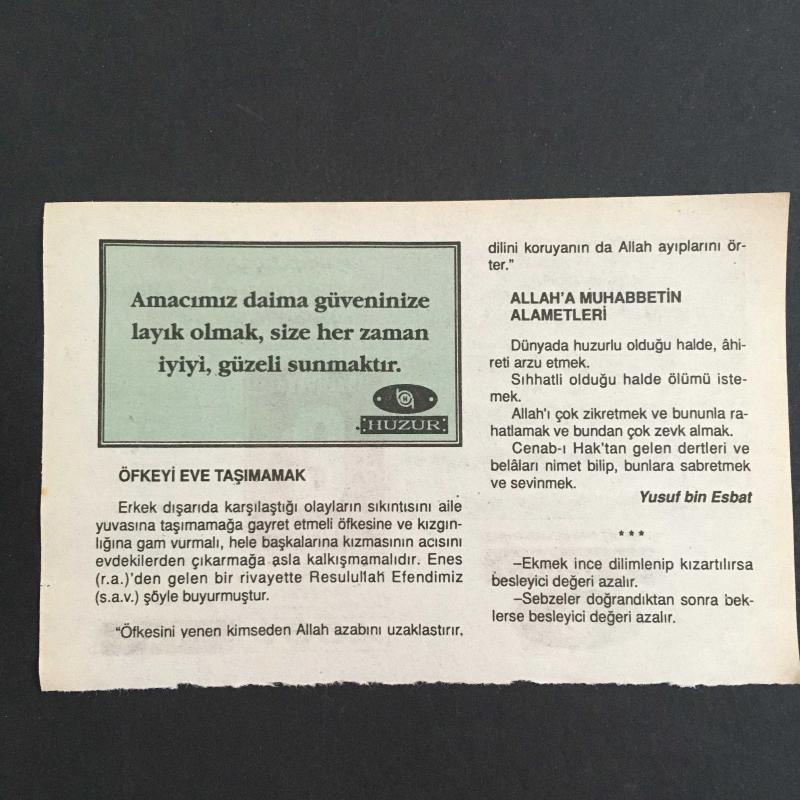 Amacımız daima güveninize
layık olmak, size her zaman
iyiyi, güzeli sunmaktır.
HUZUR
ÖFKEYİ EVE TAŞIMAMAK
Erkek dışarıda karşılaştığı olayların sıkıntısını aile
yuvasına taşımamağa gayret etmeli öfkesine ve kızgın-
lığına gam vurmalı, hele başkalarına kızmasının acısını
evdekilerden çıkarmağa asla kalkışmamalıdır. Enes
(r.a.)'den gelen bir rivayette Resulullah Efendimiz
(s.a.v.) şöyle buyurmuştur.
“Öfkesini yenen kimseden Allah azabını uzaklaştırır,
dilini koruyanın da Allah ayıplarını ör-
ter.”
ALLAH'A MUHABBETİN
ALAMETLERİ
Dünyada huzurlu olduğu halde, âhi-
reti arzu etmek.
Sıhhatli olduğu halde ölümü iste-
mek.
Allah'ı çok zikretmek ve bununla ra-
hatlamak ve bundan çok zevk almak.
Cenab-ı Hak'tan gelen dertleri ve
belâları nimet bilip, bunlara sabretmek
ve sevinmek.
Yusuf bin Esbat
***
–Ekmek ince dilimlenip kızartılırsa
besleyici değeri azalır.
–Sebzeler doğrandıktan sonra bek-
lerse besleyici değeri azalır.